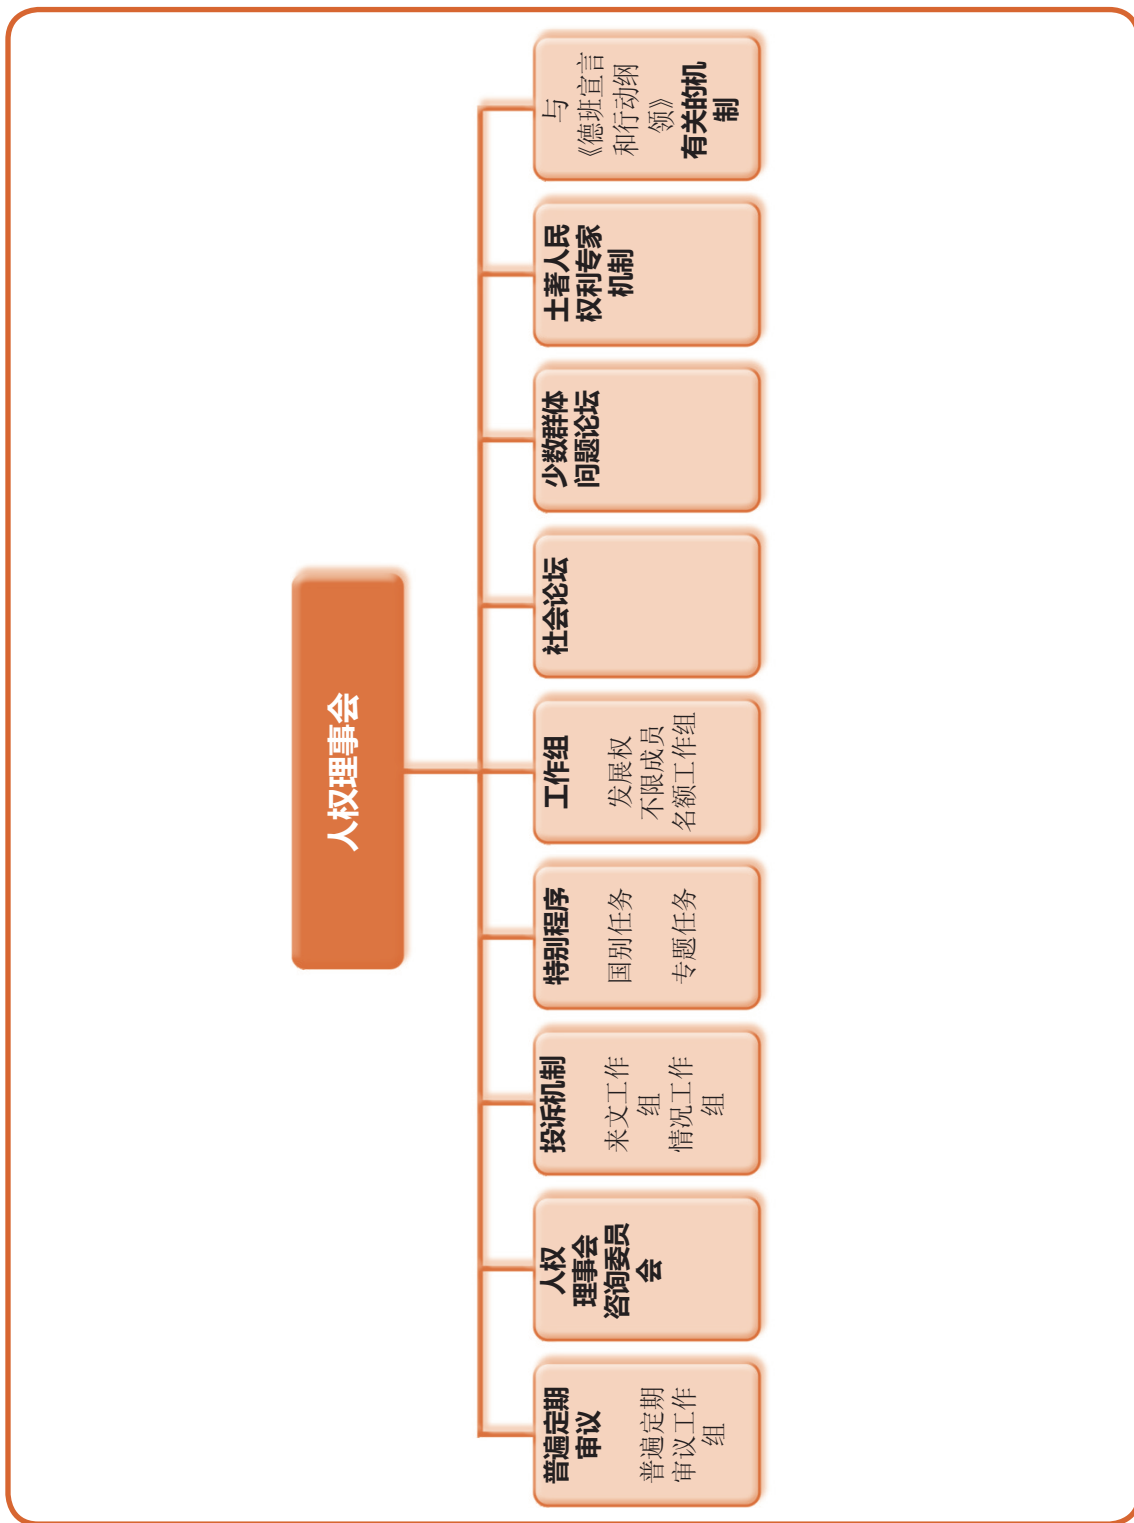 人权理事会
普遍定期
审议
普遍定期
审议工作
组
人权
理事会
咨询委员
会
投诉机制
来文工作
组
情况工作
组
特别程序
国别任务
专题任务
工作组
发展权
不限成员
名额工作组
社会论坛
少数群体
问题论坛
土著人民
权利专家
机制
与
《德班宣言
和行动纲
领》
有关的机
制